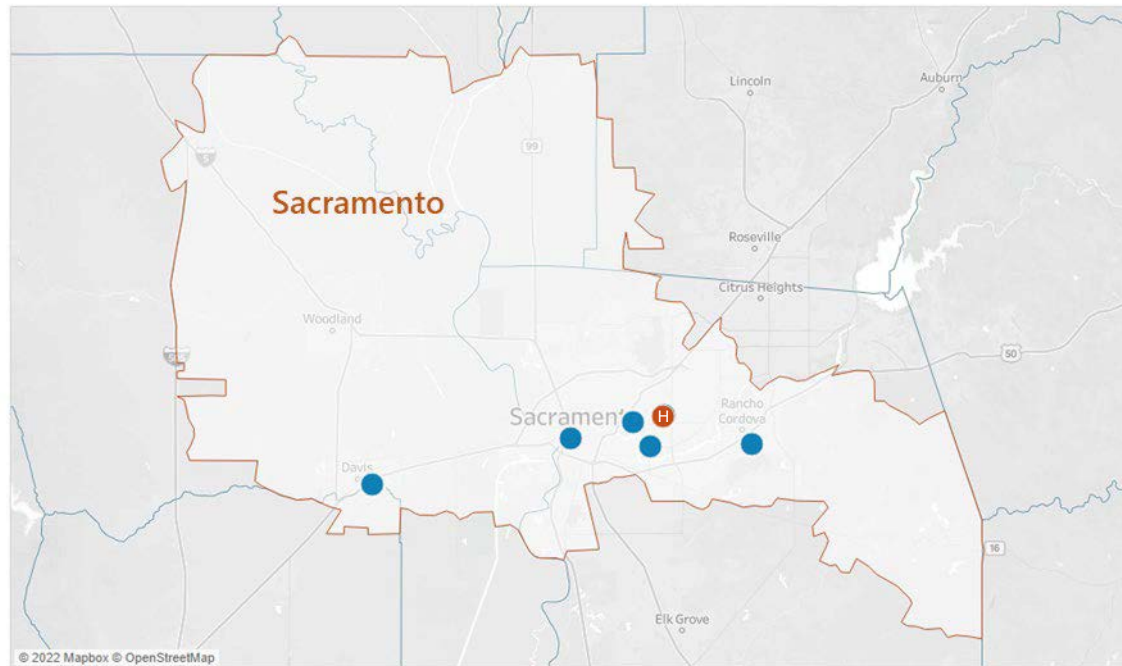 Lincoln
Auburn
5
99
Sacramento
Roseville
Citrus Heights
Woodland
50
Rancho
Cordova
H
Sacrament
Davis
16
Elk Grove
© 2022 Mapbox © OpenStreetMap